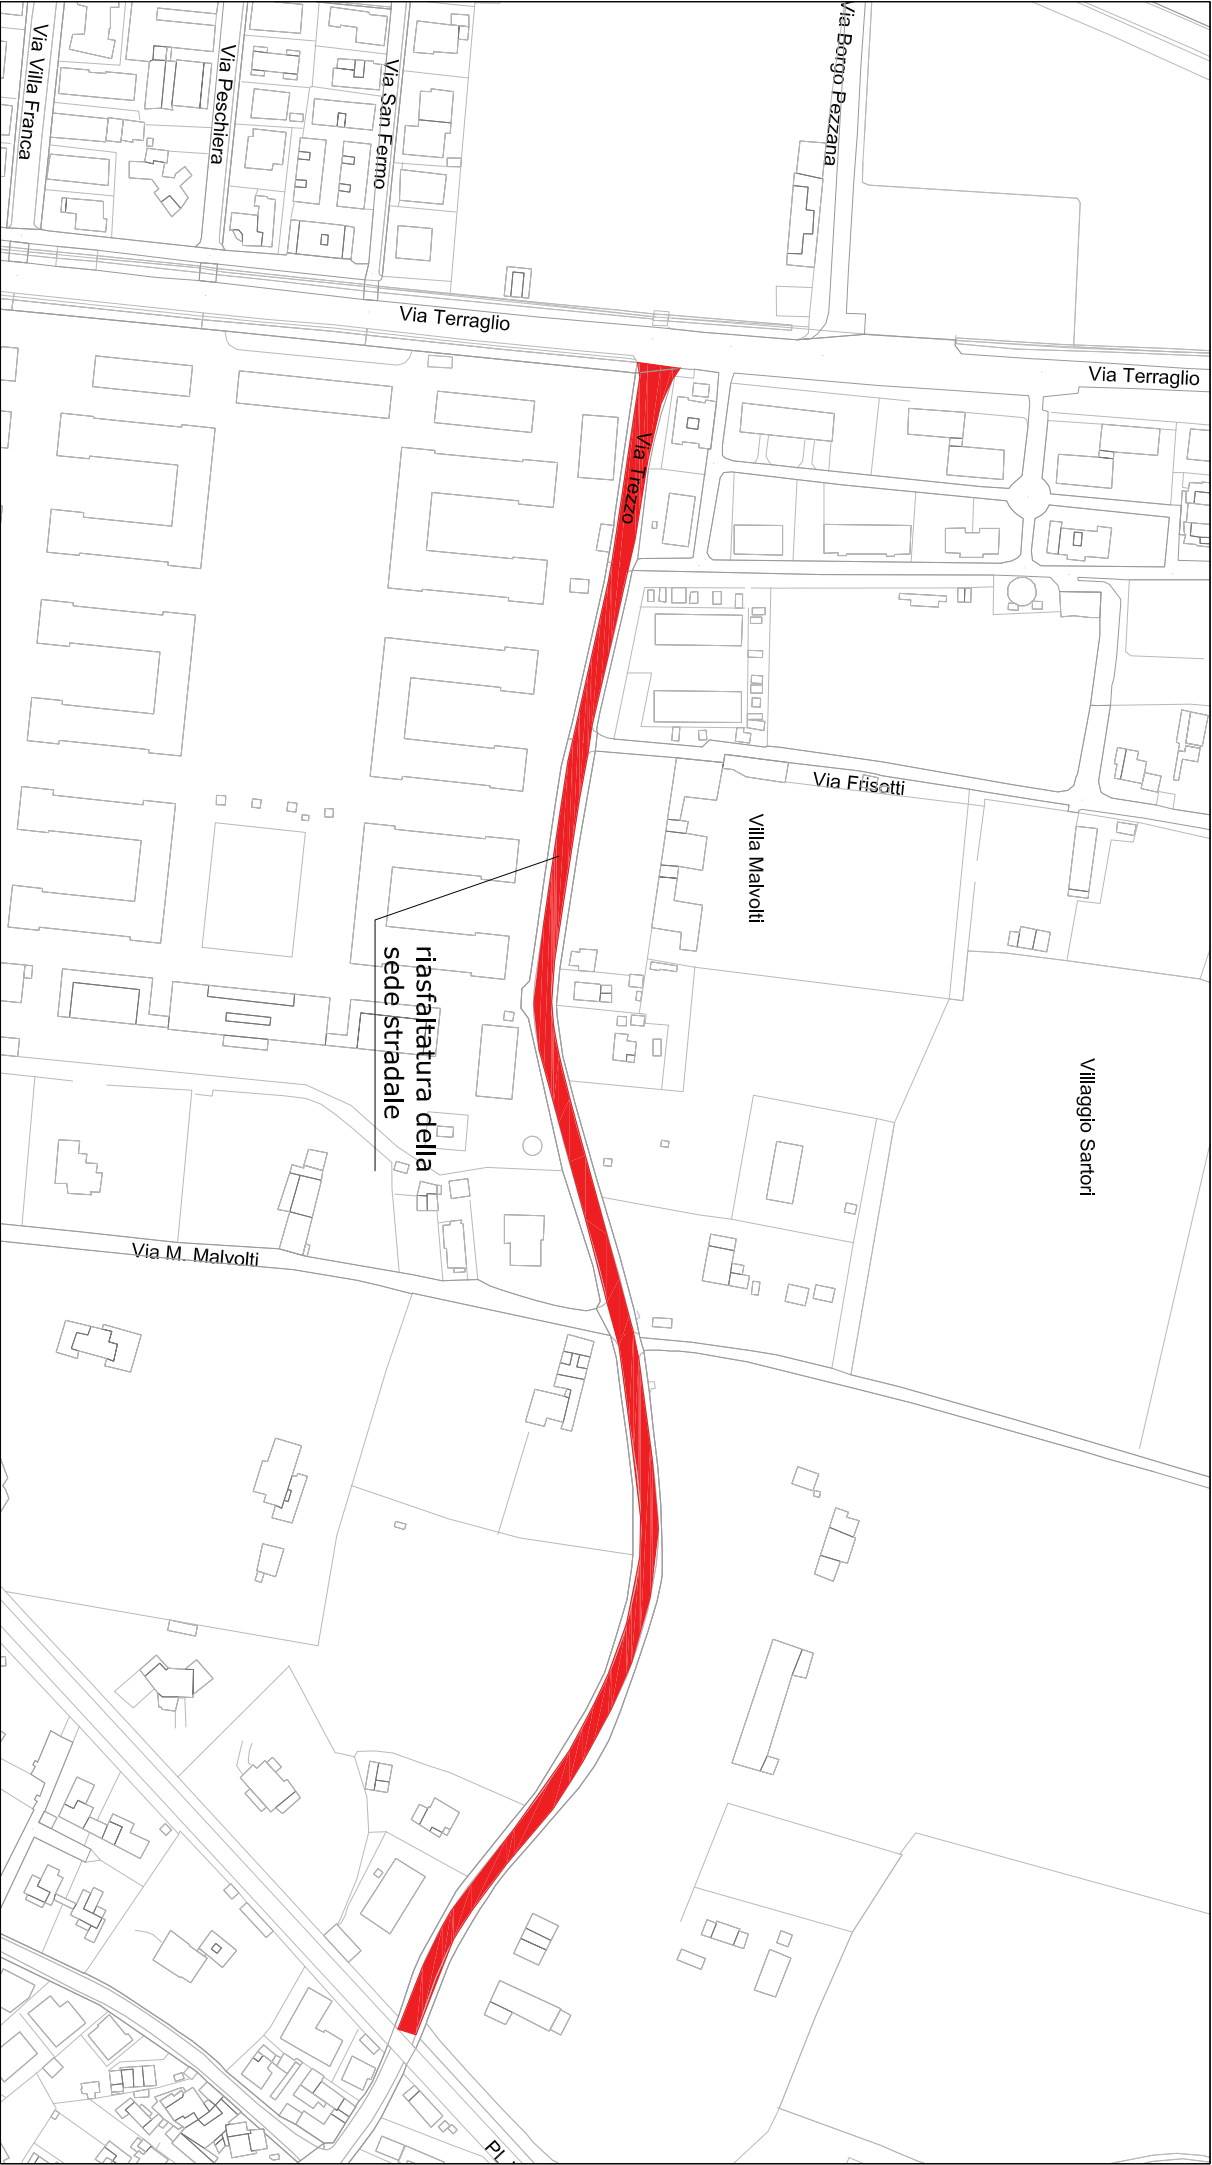 Via Villa Franca
Via Peschiera
Via San Fermo
Via Borgo Pezzana
Via Terraglio
Via Terraglio
Via Trezzo
Via Frisotti
Villa Malvolti
riasfaltatura della
sede stradale
Villaggio Sartori
Via M. Malvolti